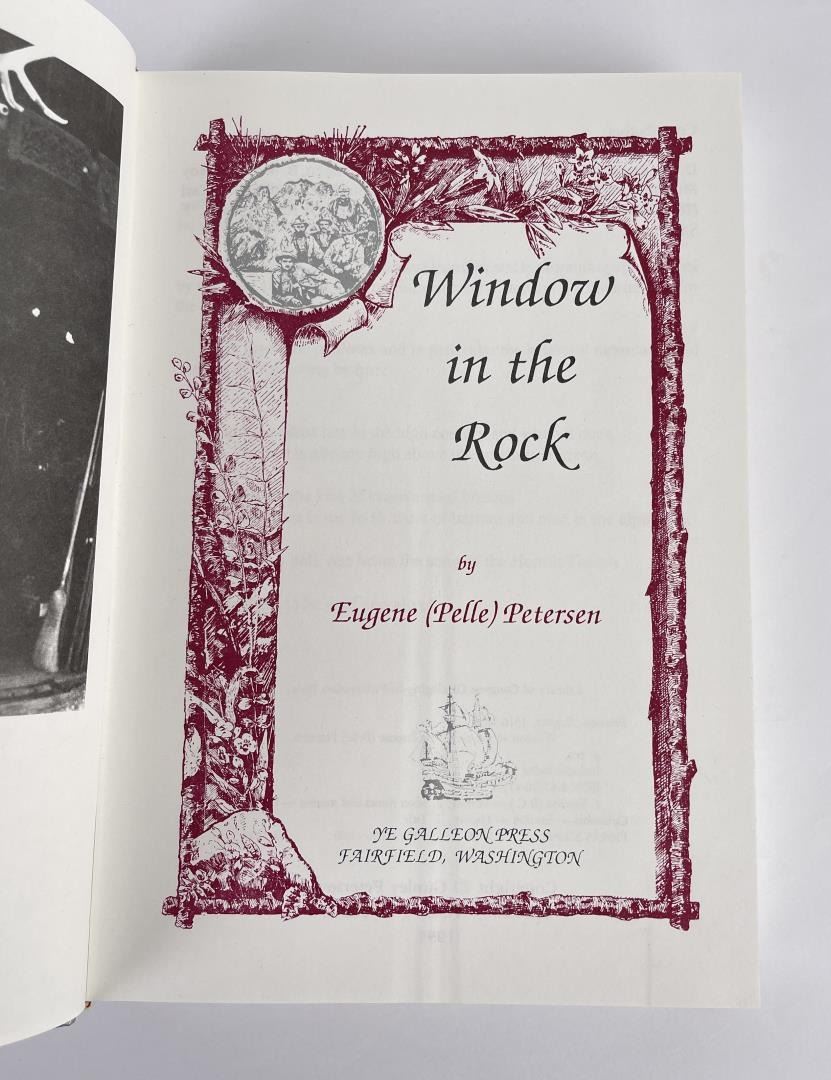 Window
in the
Rock
by
Eugene (Pelle) Petersen
YE GALLEON PRESS
FAIRFIELD, WASHINGTON